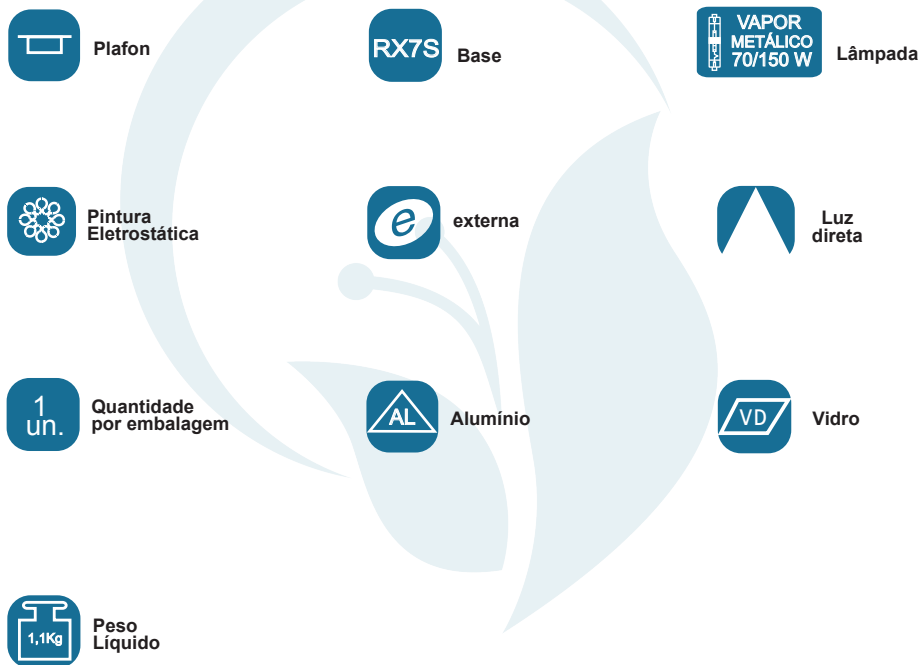 Plafon
RX7S
Base
VAPOR
METÁLICO
70/150 W
Lâmpada
Pintura
Eletrostática
e
externa
Luz
direta
1
un.
Quantidade
por embalagem
AL
Alumínio
VD
Vidro
1,1Kg
Peso
Líquido